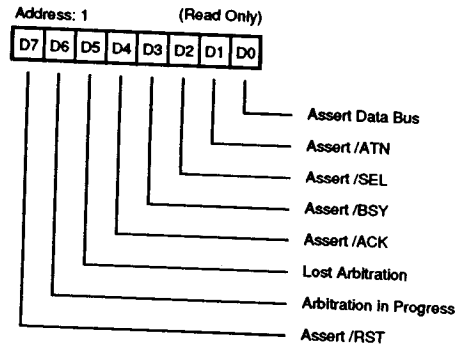 Address: 1 (Read Only)
D7 D6 D5 D4 D3 D2 D1 D0
Assert Data Bus
Assert /ATN
Assert /SEL
Assert /BSY
Assert /ACK
Lost Arbitration
Arbitration in Progress
Assert /RST